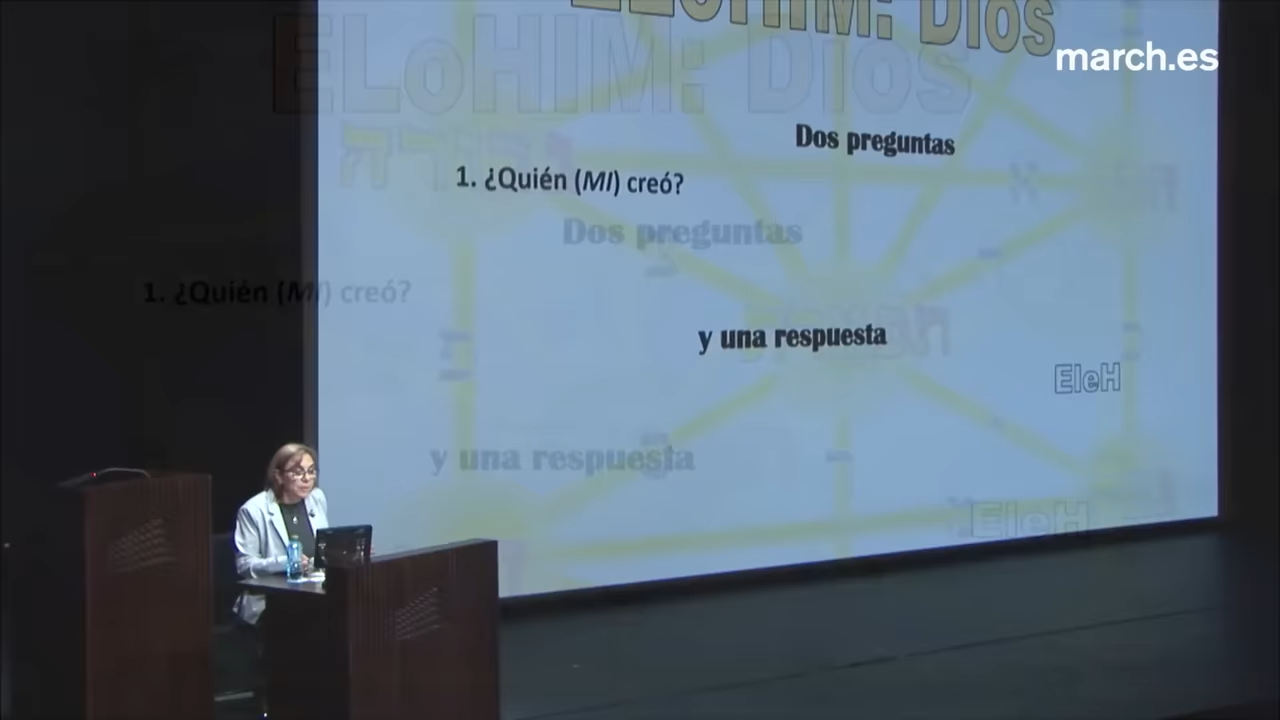 ELoHIM: Dios
march.es
ELoHIM: Dios
Dos preguntas
1. ¿Quién (MI) creó?
Dos preguntas
1. ¿Quién (MI) creó?
y una respuesta
EleH
y una respuesta
EleH